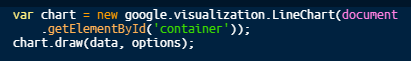 var chart = new google.visualization.LineChart(document
.getElementById('container'));
chart.draw(data, options);